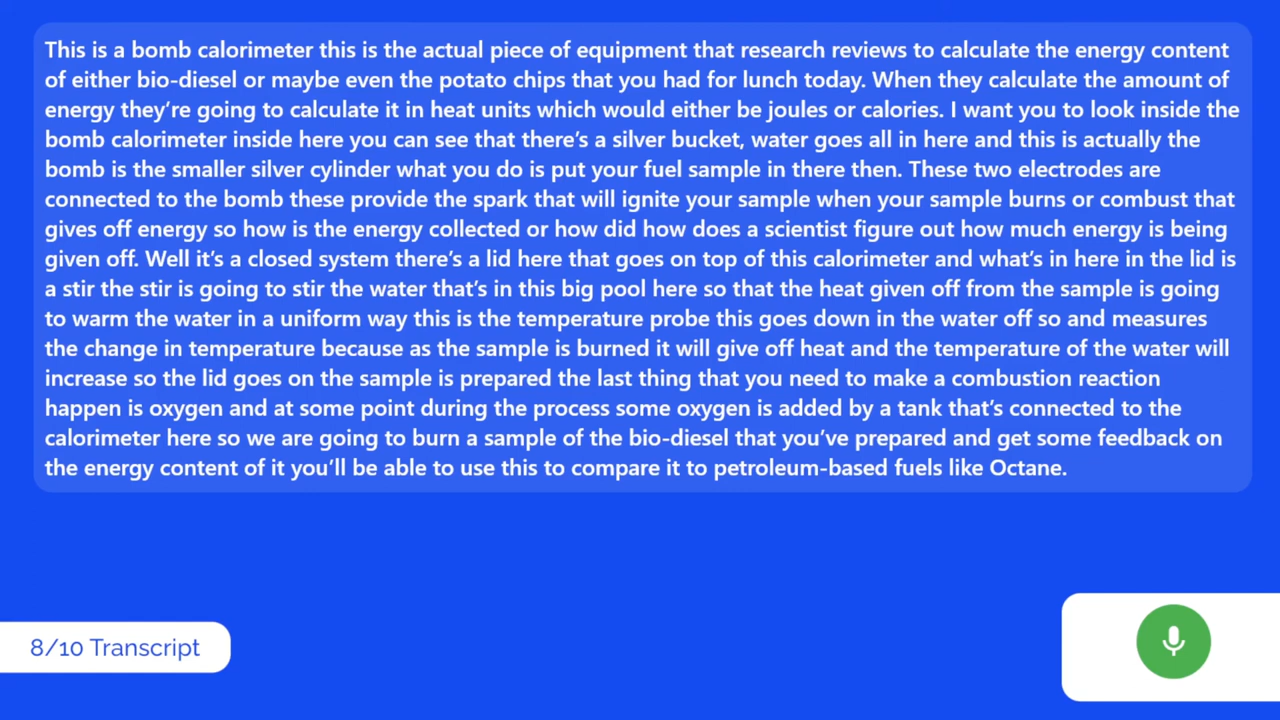 This is a bomb calorimeter this is the actual piece of equipment that research reviews to calculate the energy content
of either bio-diesel or maybe even the potato chips that you had for lunch today. When they calculate the amount of
energy they're going to calculate it in heat units which would either be joules or calories. I want you to look inside the
bomb calorimeter inside here you can see that there's a silver bucket, water goes all in here and this is actually the
bomb is the smaller silver cylinder what you do is put your fuel sample in there then. These two electrodes are
connected to the bomb these provide the spark that will ignite your sample when your sample burns or combust that
gives off energy so how is the energy collected or how did how does a scientist figure out how much energy is being
given off. Well it's a closed system there's a lid here that goes on top of this calorimeter and what's in here in the lid is
a stir the stir is going to stir the water that's in this big pool here so that the heat given off from the sample is going
to warm the water in a uniform way this is the temperature probe this goes down in the water off so and measures
the change in temperature because as the sample is burned it will give off heat and the temperature of the water will
increase so the lid goes on the sample is prepared the last thing that you need to make a combustion reaction
happen is oxygen and at some point during the process some oxygen is added by a tank that's connected to the
calorimeter here so we are going to burn a sample of the bio-diesel that you've prepared and get some feedback on
the energy content of it you'll be able to use this to compare it to petroleum-based fuels like Octane.
8/10 Transcript